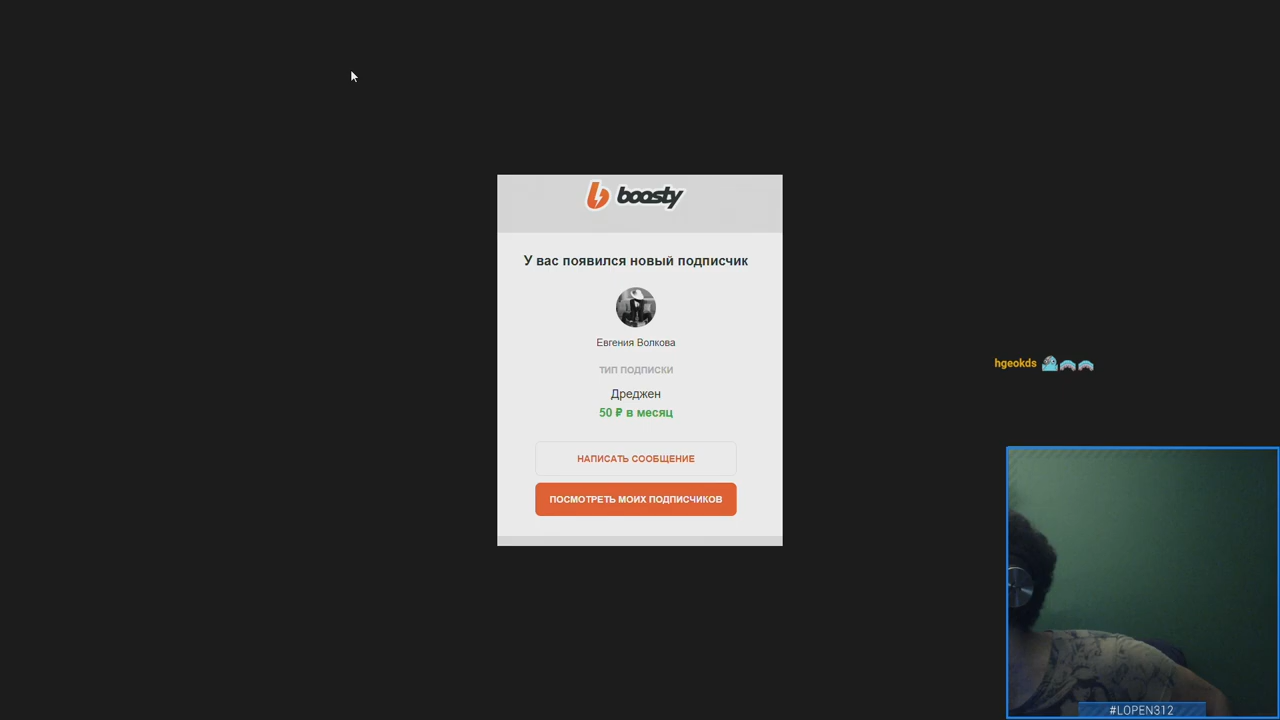 boosty
У вас появился новый подписчик
Евгения Волкова
ТИП ПОДПИСКИ
Дреджен
50 ₽ в месяц
НАПИСАТЬ СООБЩЕНИЕ
ПОСМОТРЕТЬ МОИХ ПОДПИСЧИКОВ
hgeokds
#LOPEN312